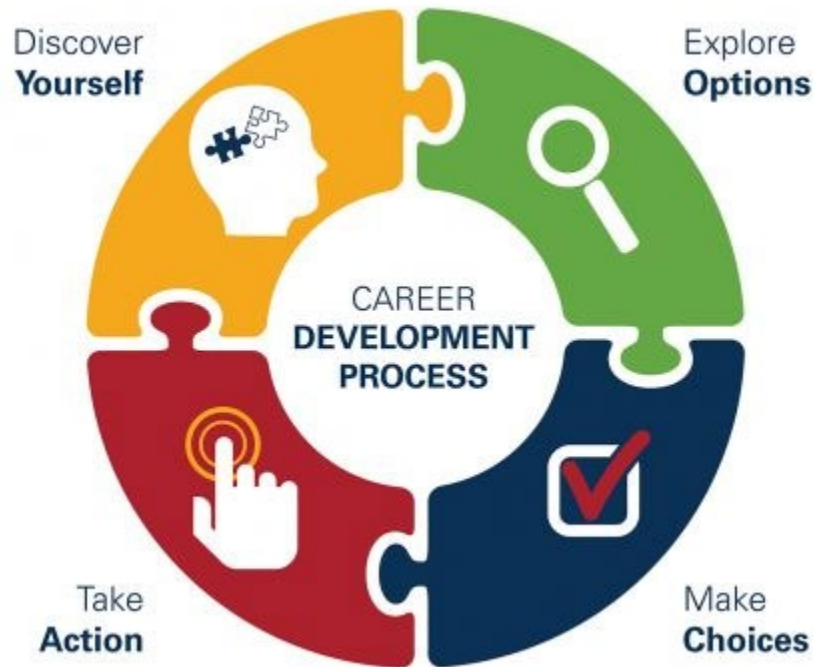 Discover
Yourself
Explore
Options
CAREER
DEVELOPMENT
PROCESS
Take
Action
Make
Choices